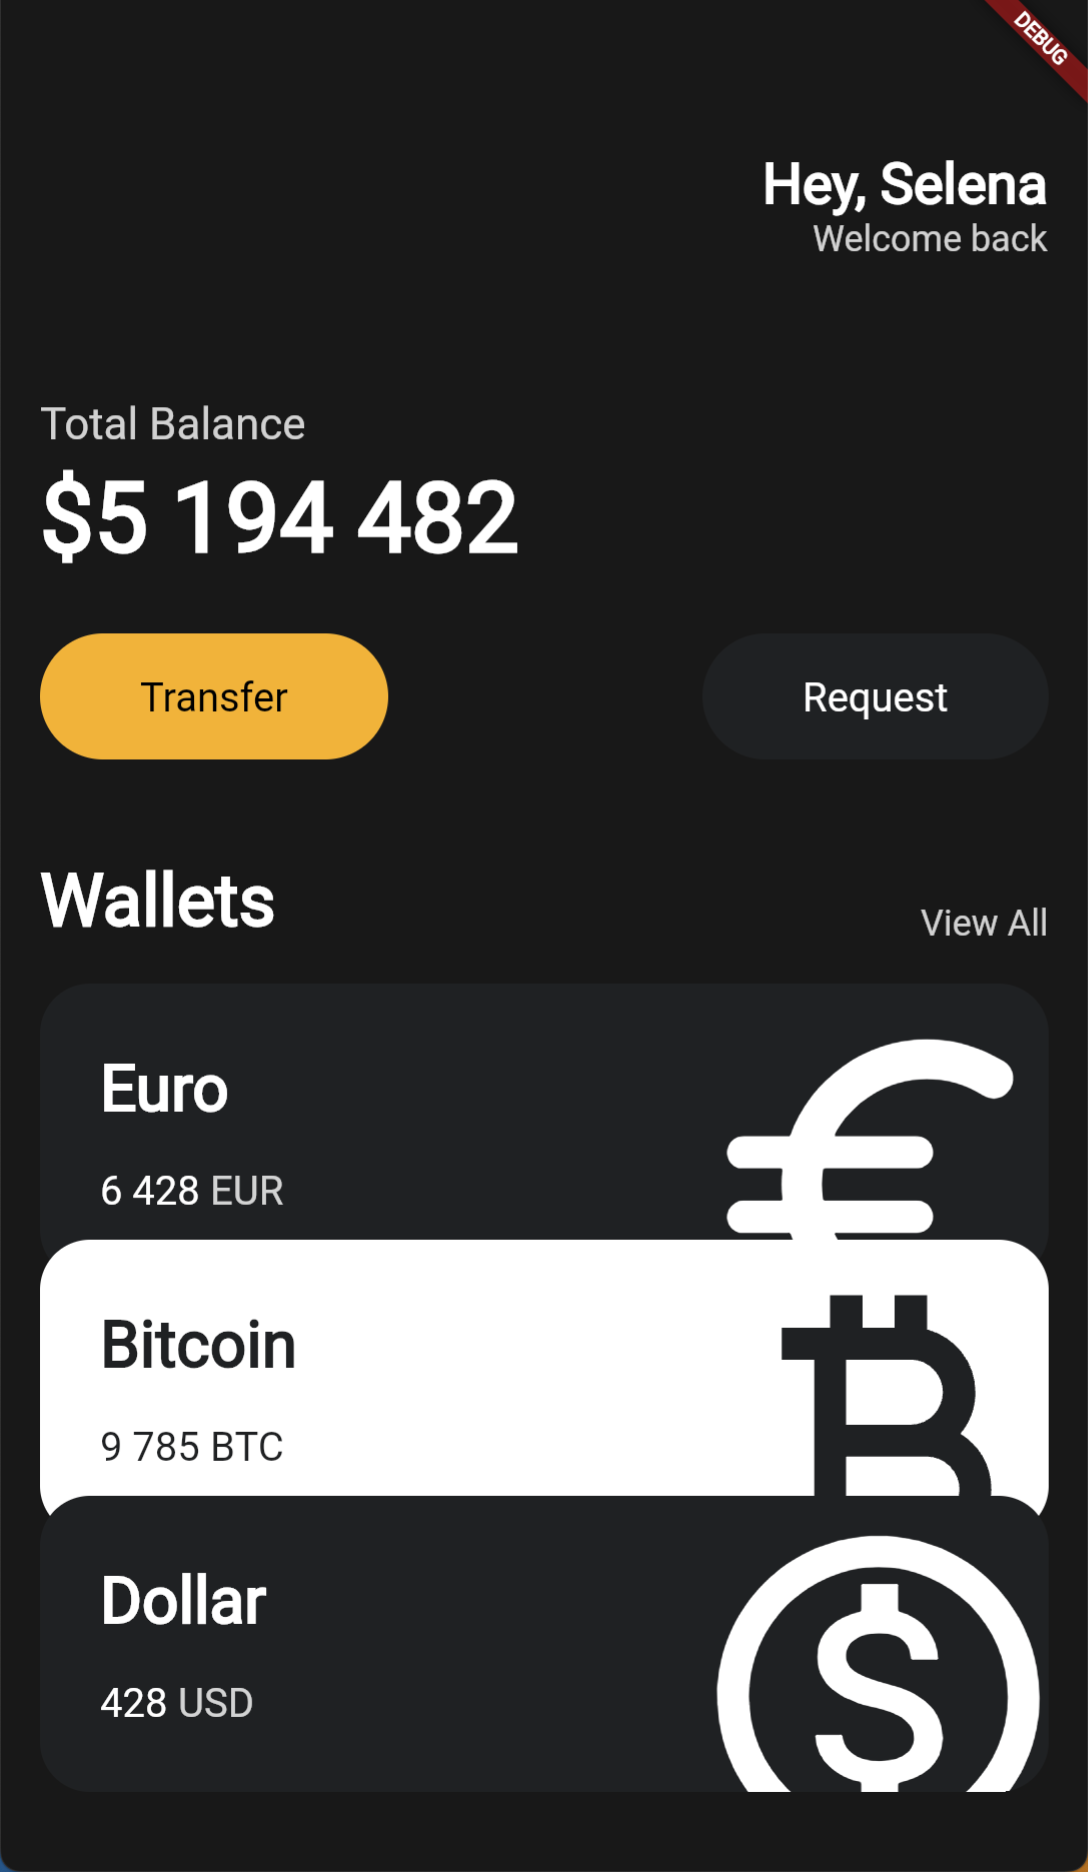 DEBUG
Hey, Selena
Welcome back
Total Balance
$5 194 482
Transfer Request
Wallets
View All
Euro
6 428 EUR
€
Bitcoin
9 785 BTC
Dollar
428 USD
$